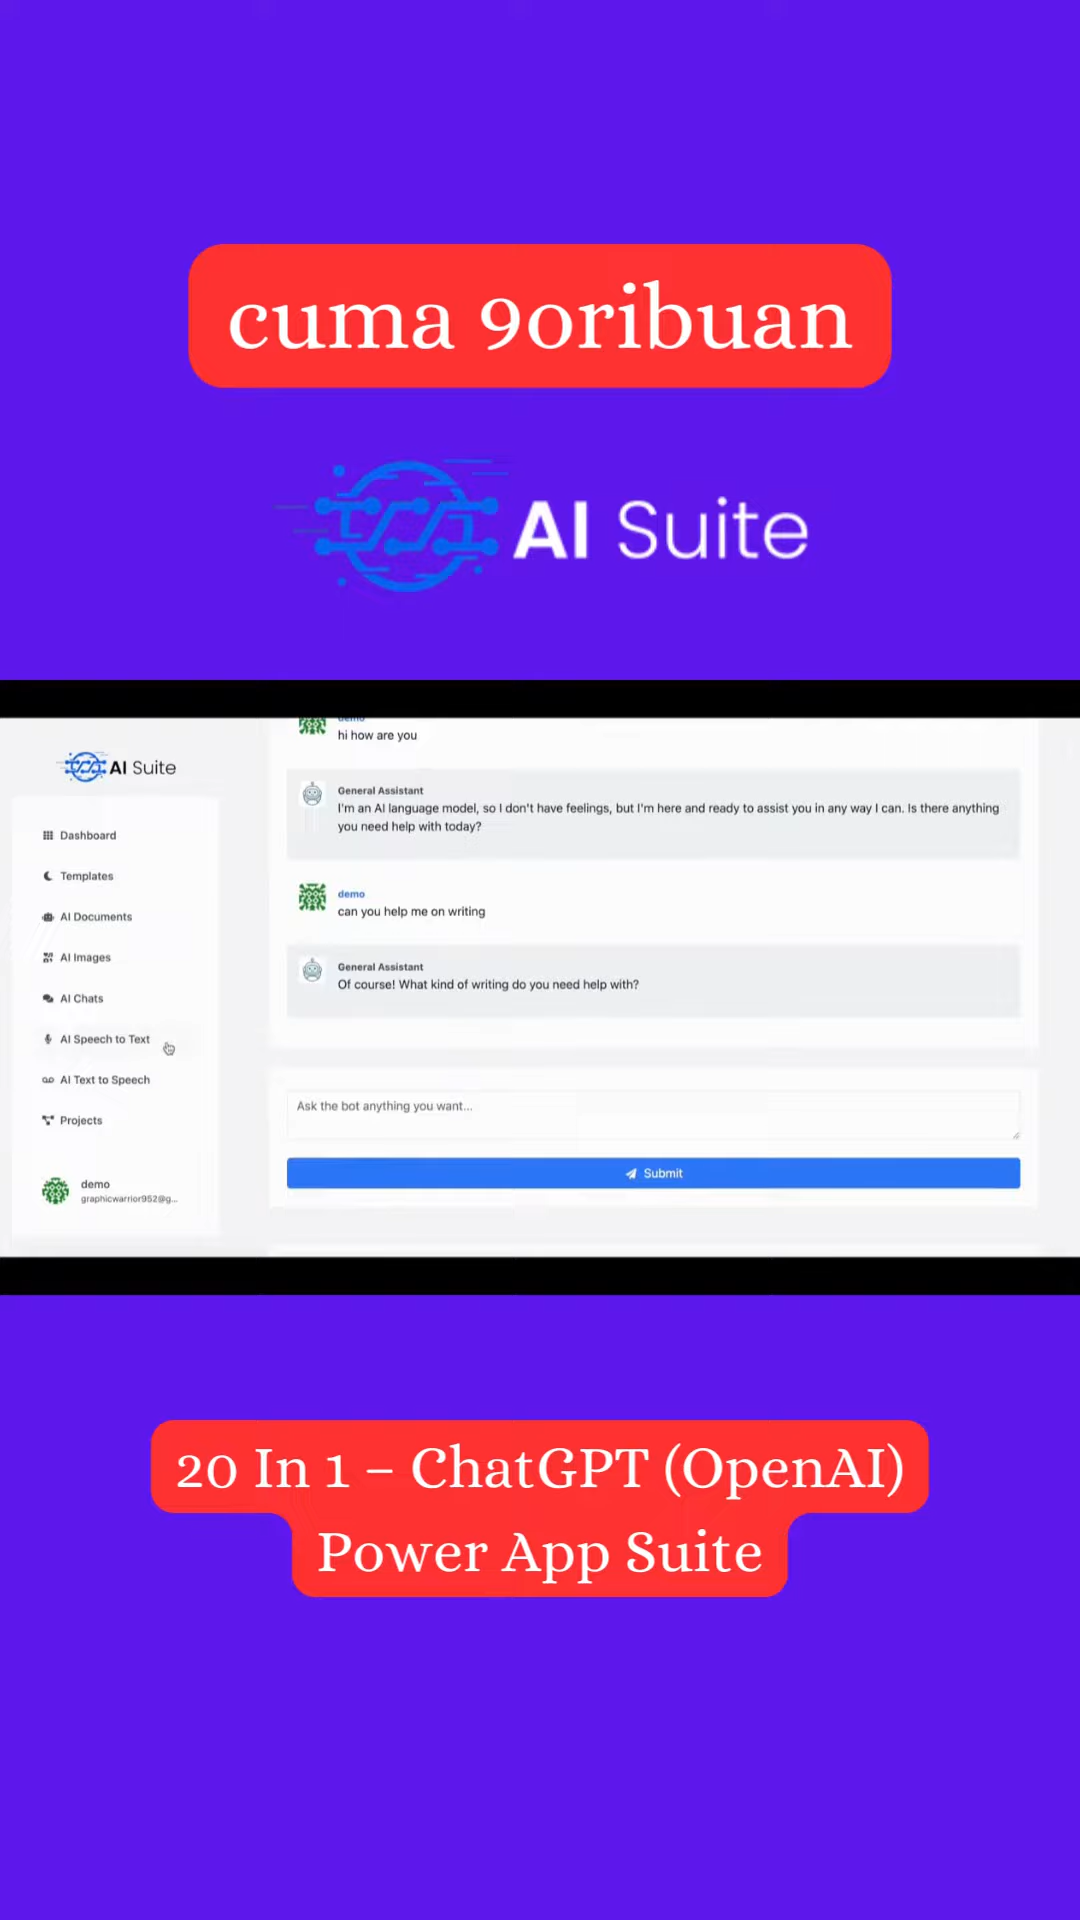 cuma 90ribuan
AI Suite
AI Suite
Dashboard
Templates
AI Documents
AI Images
AI Chats
AI Speech to Text
AI Text to Speech
Projects
demo
graphicwarrior952@g...
demo
hi how are you
General Assistant
I'm an AI language model, so I don't have feelings, but I'm here and ready to assist you in any way I can. Is there anything
you need help with today?
demo
can you help me on writing
General Assistant
Of course! What kind of writing do you need help with?
Ask the bot anything you want...
Submit
20 In 1 – ChatGPT (OpenAI)
Power App Suite